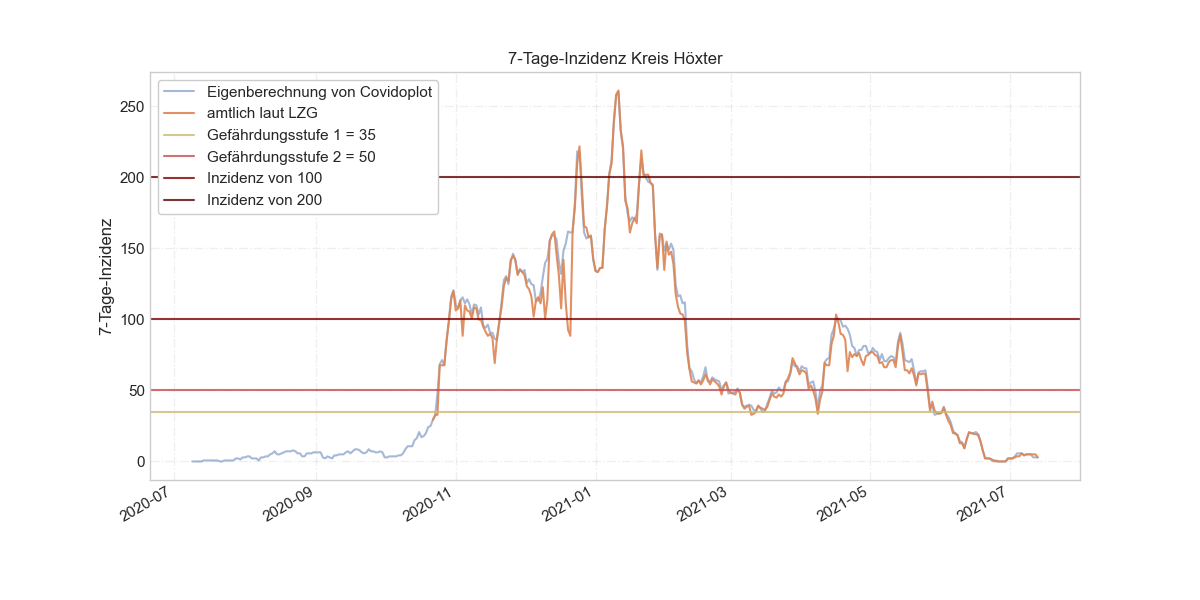 7-Tage-Inzidenz Kreis Höxter
Eigenberechnung von Covidoplot
amtlich laut LZG
Gefährdungsstufe 1 = 35
Gefährdungsstufe 2 = 50
Inzidenz von 100
Inzidenz von 200
7-Tage-Inzidenz
250
200
150
100
50
0
2020-07
2020-09
2020-11
2021-01
2021-03
2021-05
2021-07